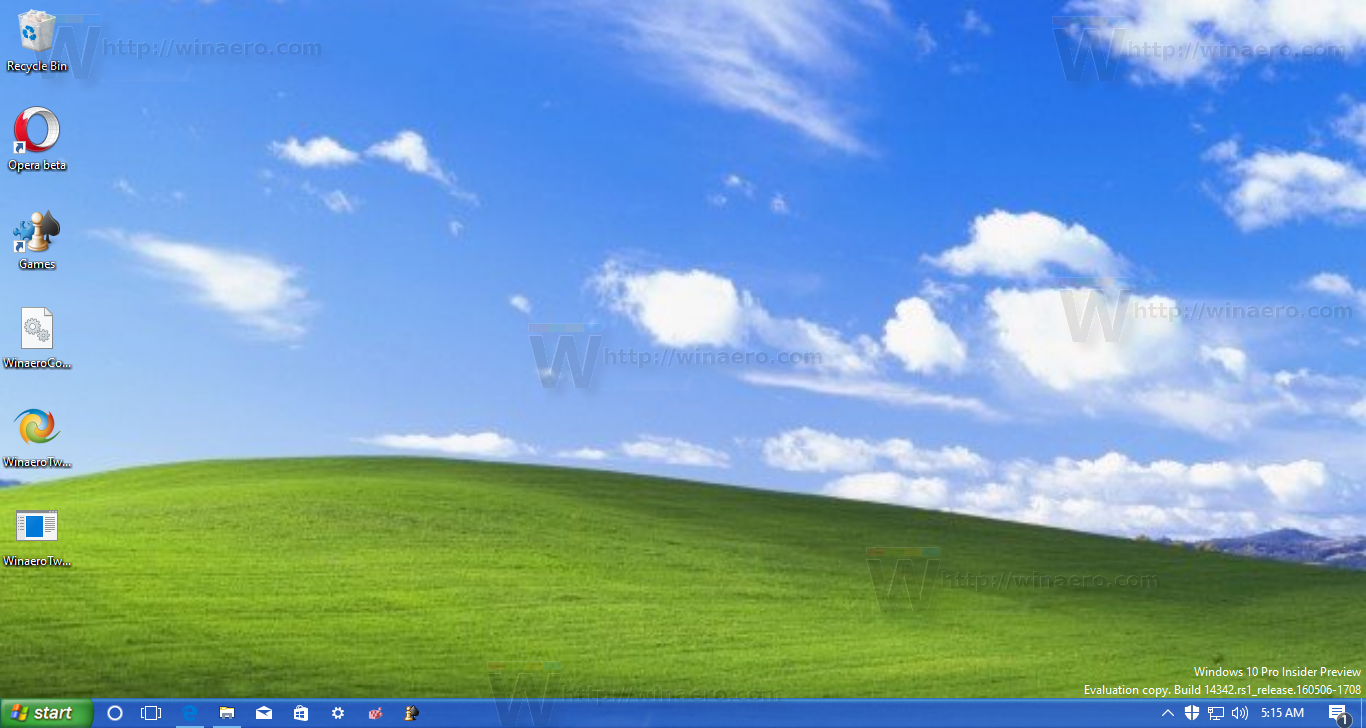 Recycle Bin
http://winaero.com
http://winaero.com
Opera beta
Games
http://winaero.com
WinaeroCo...
http://winaero.com
WinaeroTw...
WinaeroTw...
http://winaero.com
Windows 10 Pro Insider Preview
Evaluation copy. Build 14342.rs1_release.160506-1708
http://winaero.com
start
5:15 AM
1